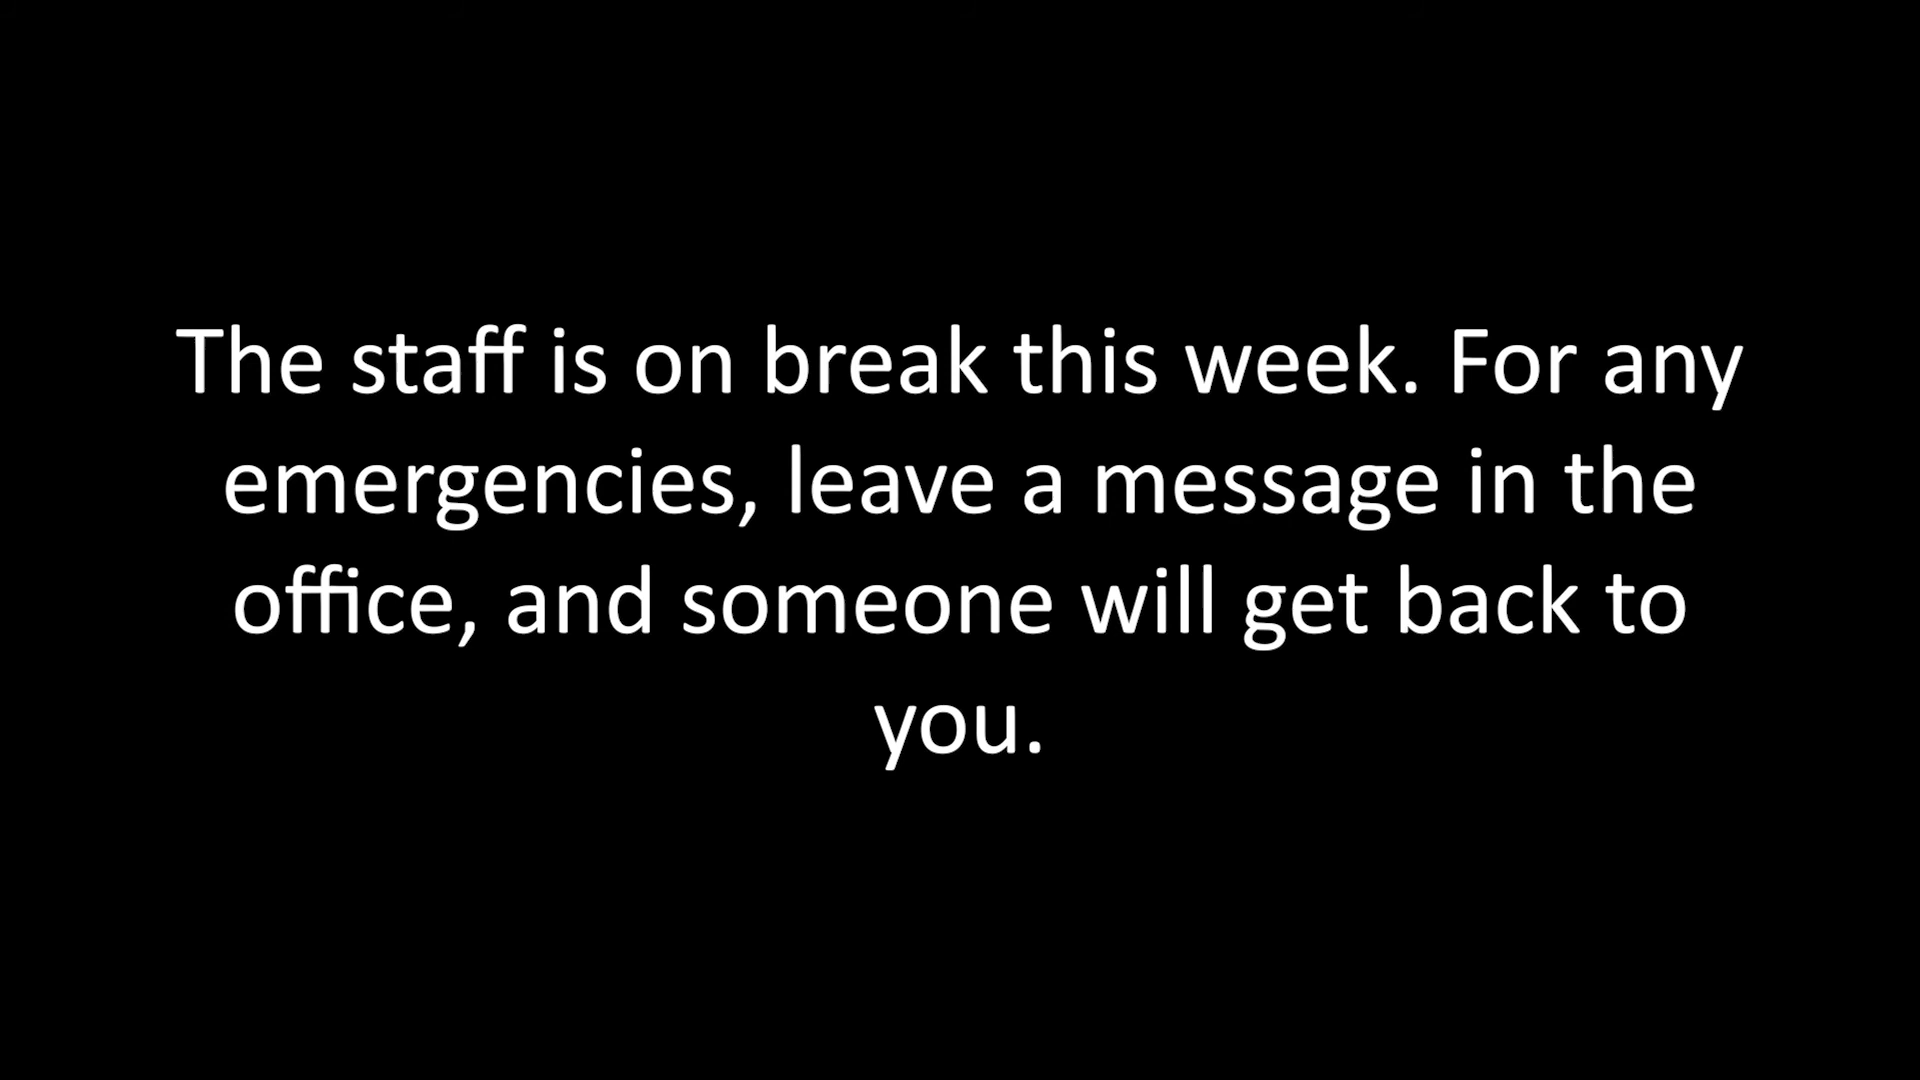 The staff is on break this week. For any
emergencies, leave a message in the
office, and someone will get back to
you.